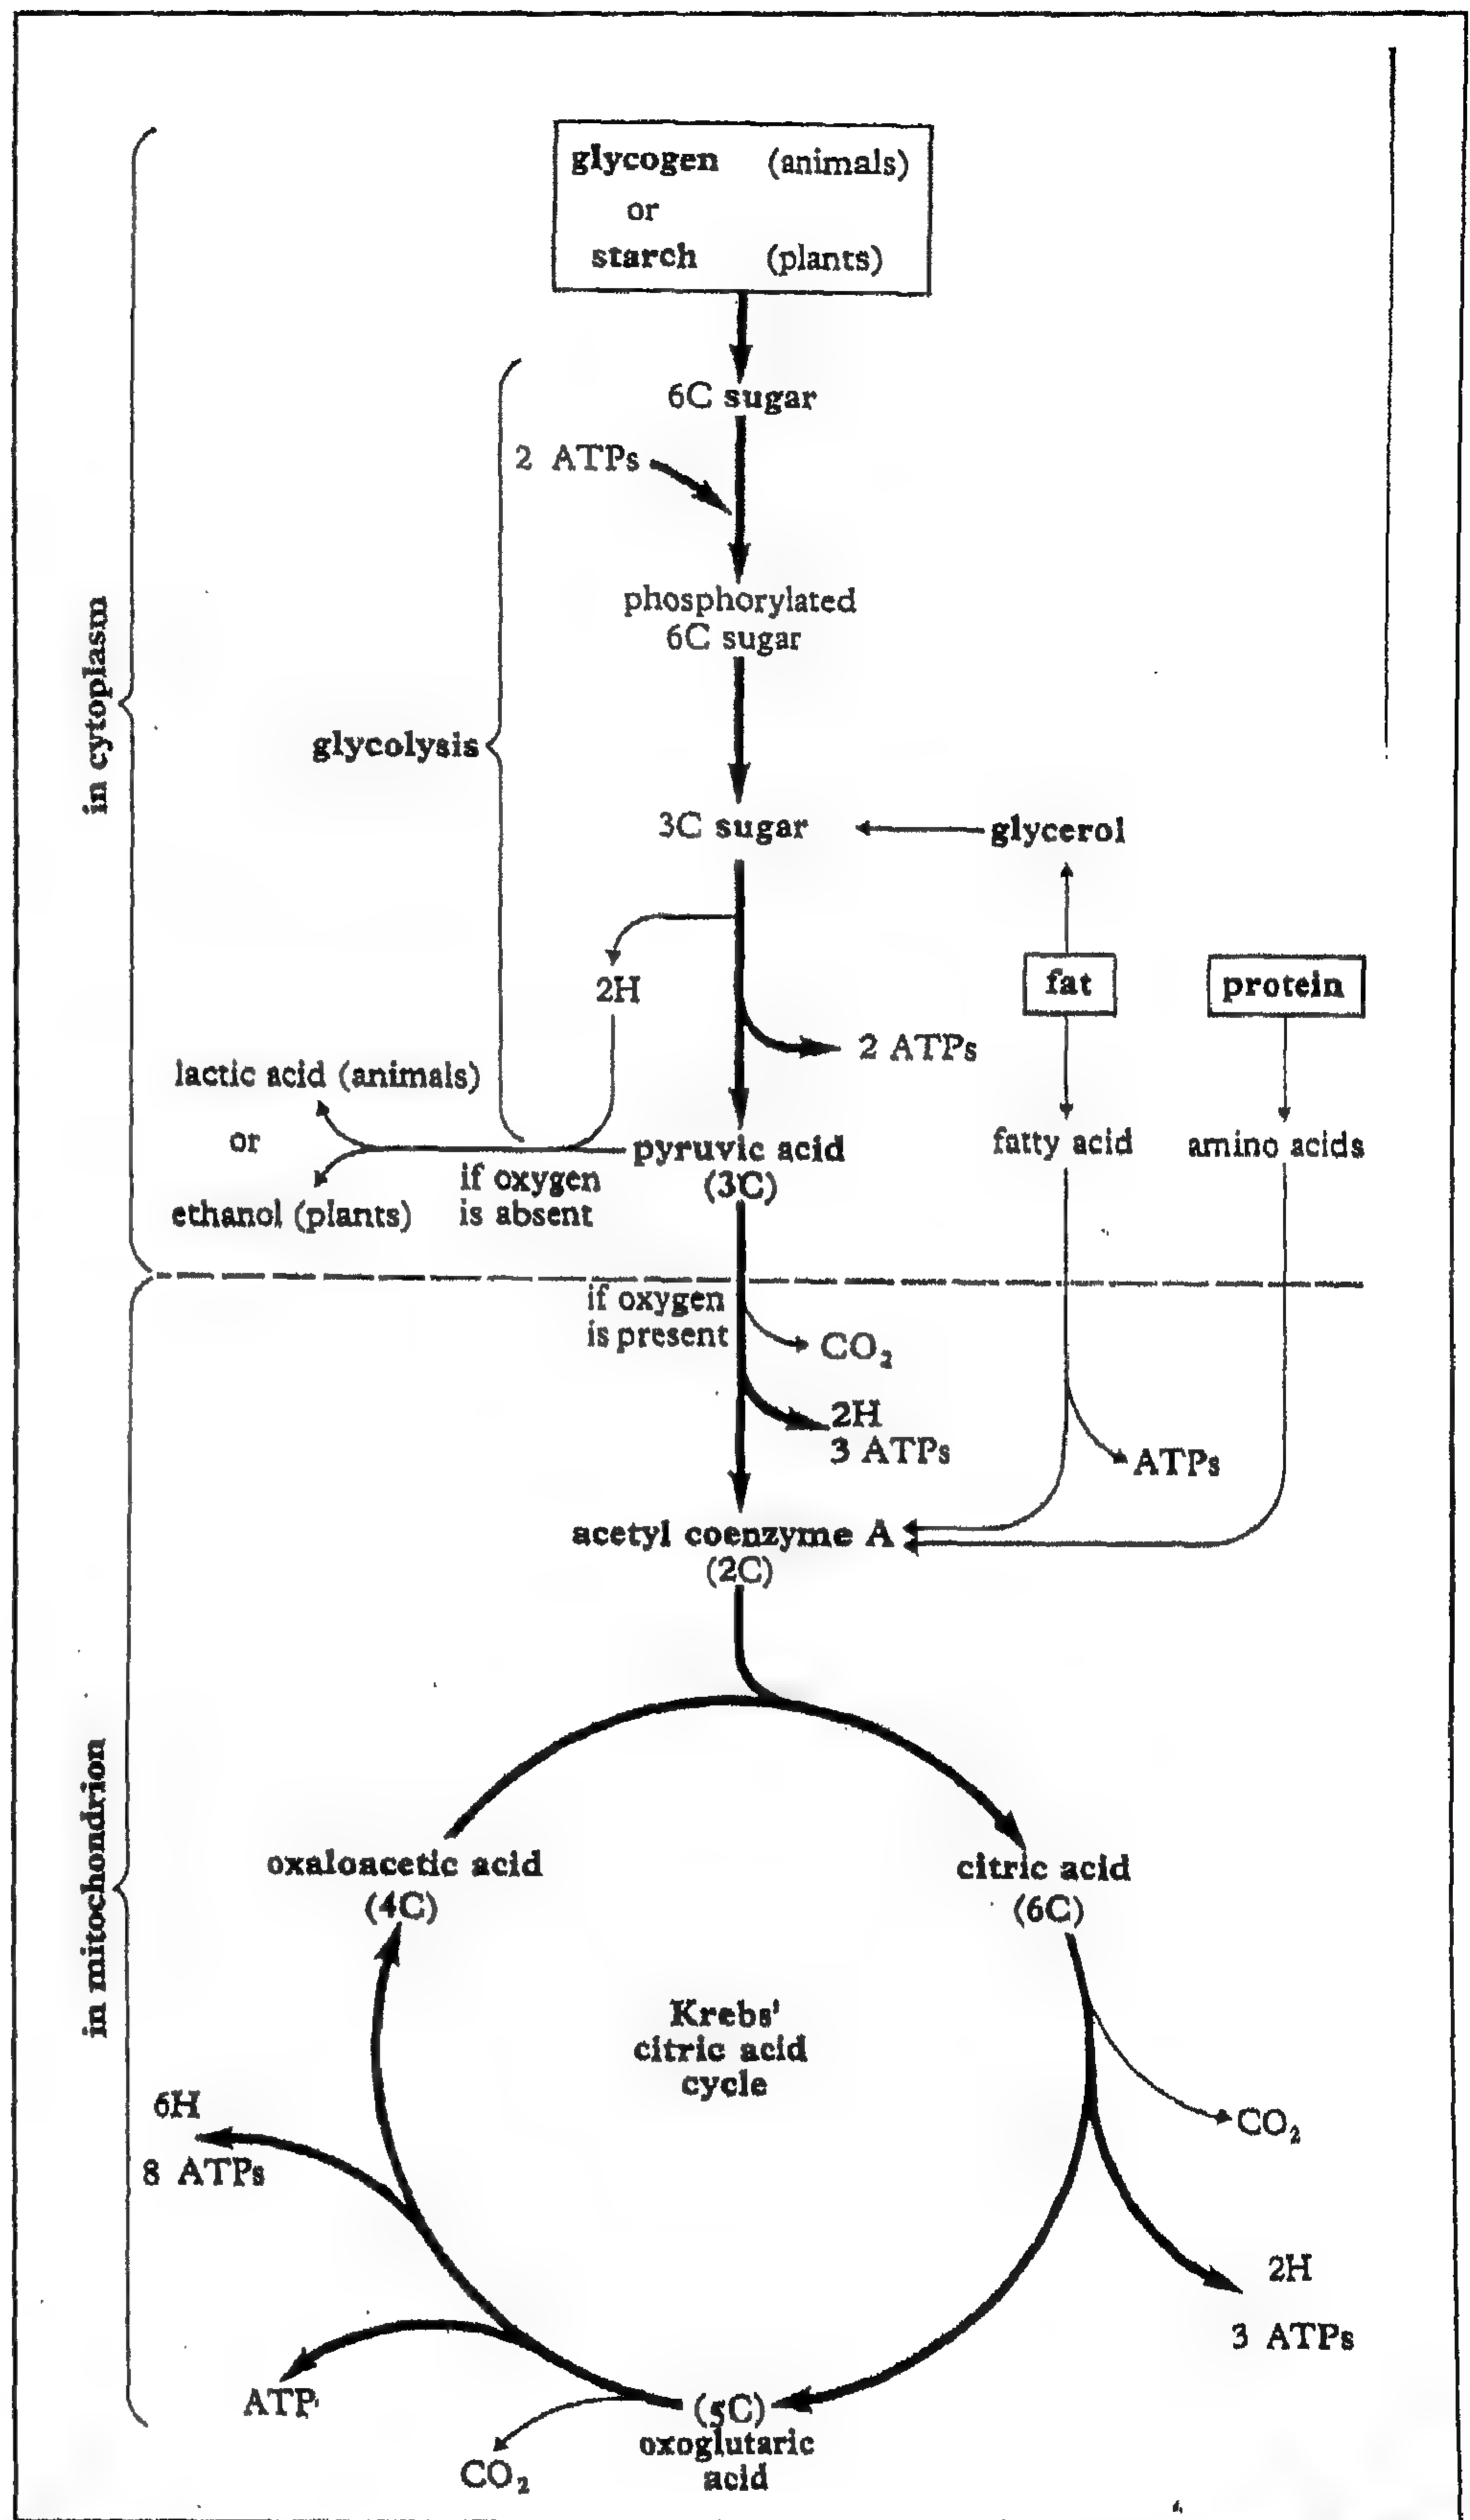 glycogen (animals)
or
starch (plants)
6C sugar
2 ATPs
phosphorylated
6C sugar
in cytoplasm
glycolysis
3C sugar
glycerol
2H
fat
protein
2 ATPs
lactic acid (animals)
or
ethanol (plants)
if oxygen
is absent
pyruvic acid
(3C)
fatty acid
amino acids
if oxygen
is present
CO₂
2H
3 ATPs
ATPs
acetyl coenzyme A
(2C)
in mitochondrion
oxaloacetic acid
(4C)
citric acid
(6C)
Krebs'
citric acid
cycle
6H
8 ATPs
CO₂
2H
3 ATPs
ATP
(5C)
oxoglutaric
acid
CO₂